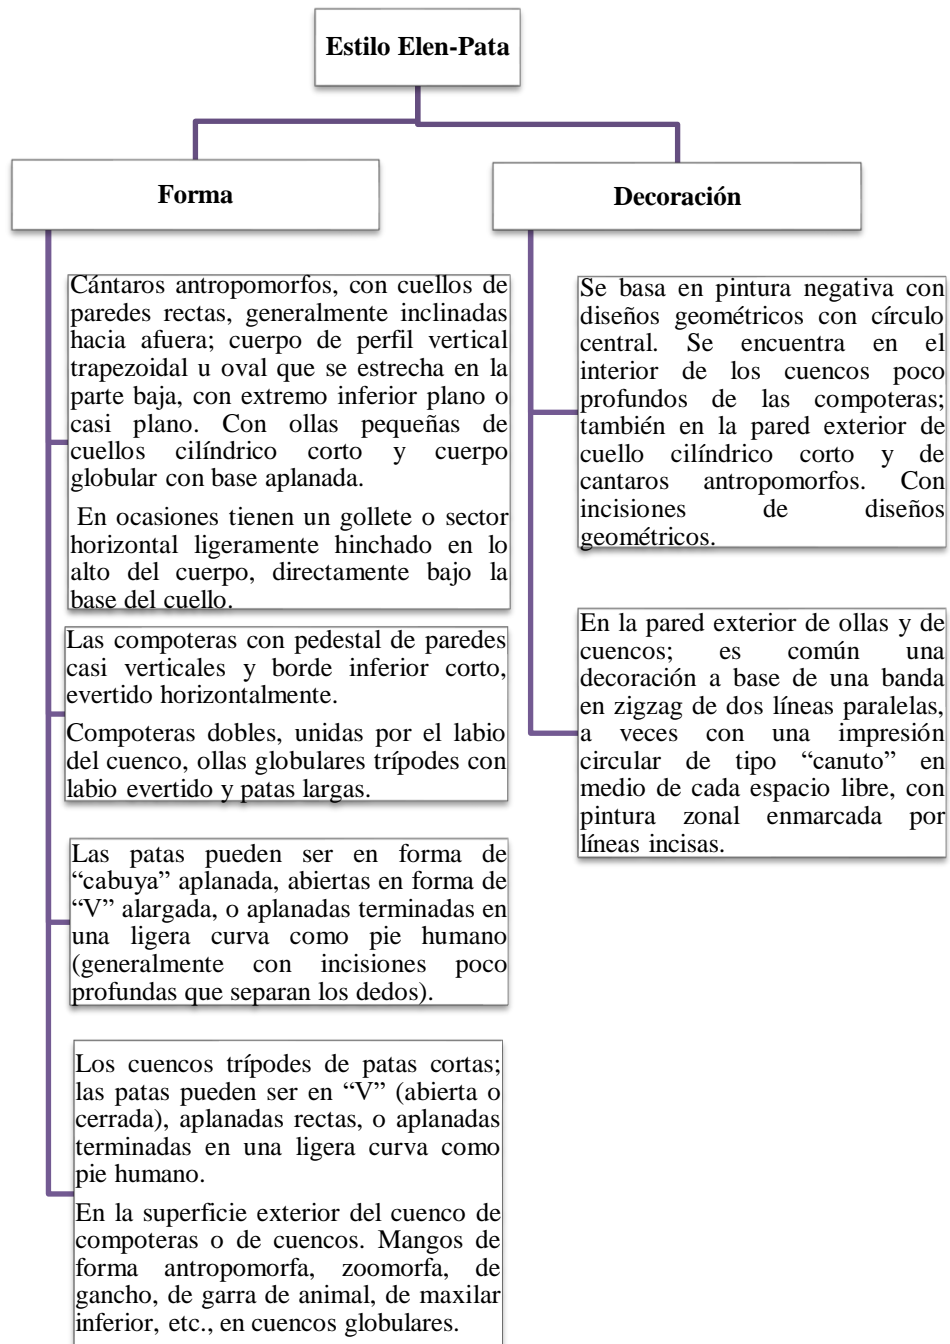 Estilo Elen-Pata
Forma
Cántaros antropomorfos, con cuellos de
paredes rectas, generalmente inclinadas
hacia afuera; cuerpo de perfil vertical
trapezoidal u oval que se estrecha en la
parte baja, con extremo inferior plano o
casi plano. Con ollas pequeñas de
cuellos cilíndrico corto y cuerpo
globular con base aplanada.
En ocasiones tienen un gollete o sector
horizontal ligeramente hinchado en lo
alto del cuerpo, directamente bajo la
base del cuello.
Las compoteras con pedestal de paredes
casi verticales y borde inferior corto,
evertido horizontalmente.
Compoteras dobles, unidas por el labio
del cuenco, ollas globulares trípodes con
labio evertido y patas largas.
Las patas pueden ser en forma de
“cabuya” aplanada, abiertas en forma de
“V” alargada, o aplanadas terminadas en
una ligera curva como pie humano
(generalmente con incisiones poco
profundas que separan los dedos).
Los cuencos trípodes de patas cortas;
las patas pueden ser en “V” (abierta o
cerrada), aplanadas rectas, o aplanadas
terminadas en una ligera curva como
pie humano.
En la superficie exterior del cuenco de
compoteras o de cuencos. Mangos de
forma antropomorfa, zoomorfa, de
gancho, de garra de animal, de maxilar
inferior, etc., en cuencos globulares.
Decoración
Se basa en pintura negativa con
diseños geométricos con círculo
central. Se encuentra en el
interior de los cuencos poco
profundos de las compoteras;
también en la pared exterior de
cuello cilíndrico corto y de
cantaros antropomorfos. Con
incisiones de diseños
geométricos.
En la pared exterior de ollas y de
cuencos; es común una
decoración a base de una banda
en zigzag de dos líneas paralelas,
a veces con una impresión
circular de tipo “canuto” en
medio de cada espacio libre, con
pintura zonal enmarcada por
líneas incisas.